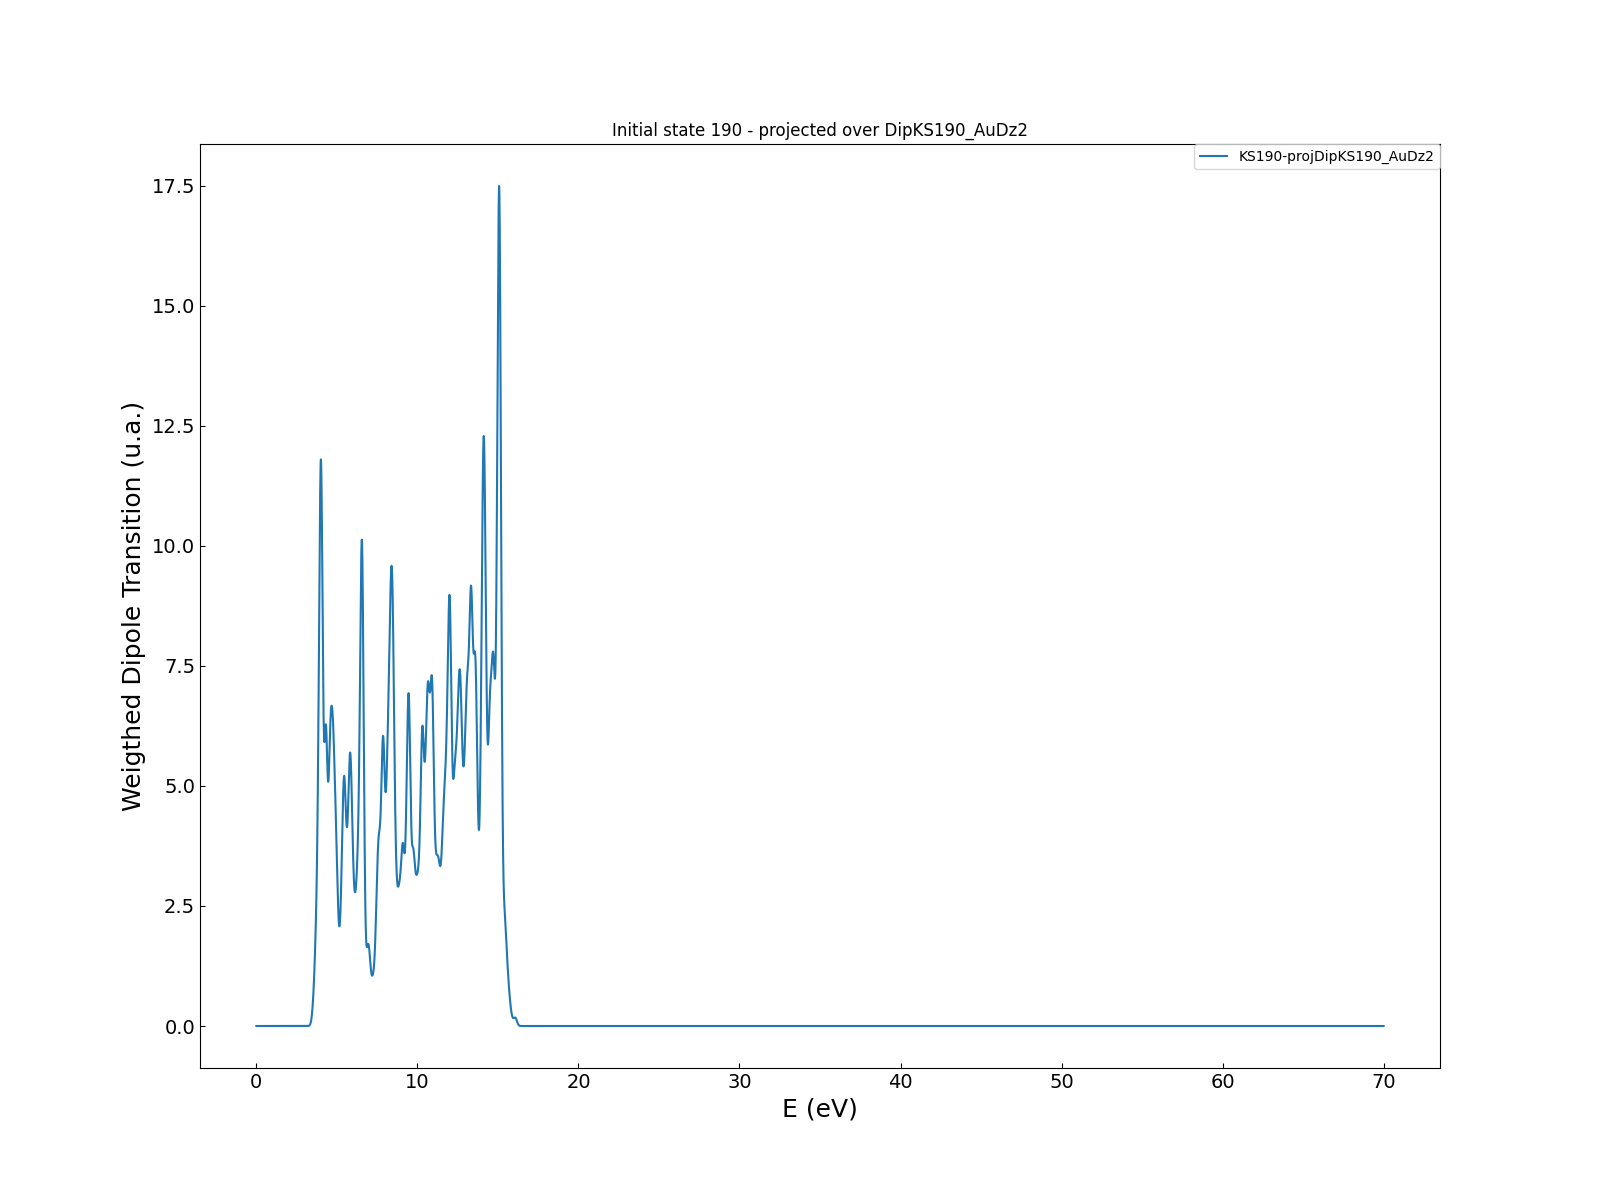 Initial state 190 - projected over DipKS190_AuDz2
KS190-projDipKS190_AuDz2
17.5
15.0
12.5
10.0
7.5
5.0
2.5
0.0
Weigthed Dipole Transition (u.a.)
0 10 20 30 40 50 60 70
E (eV)